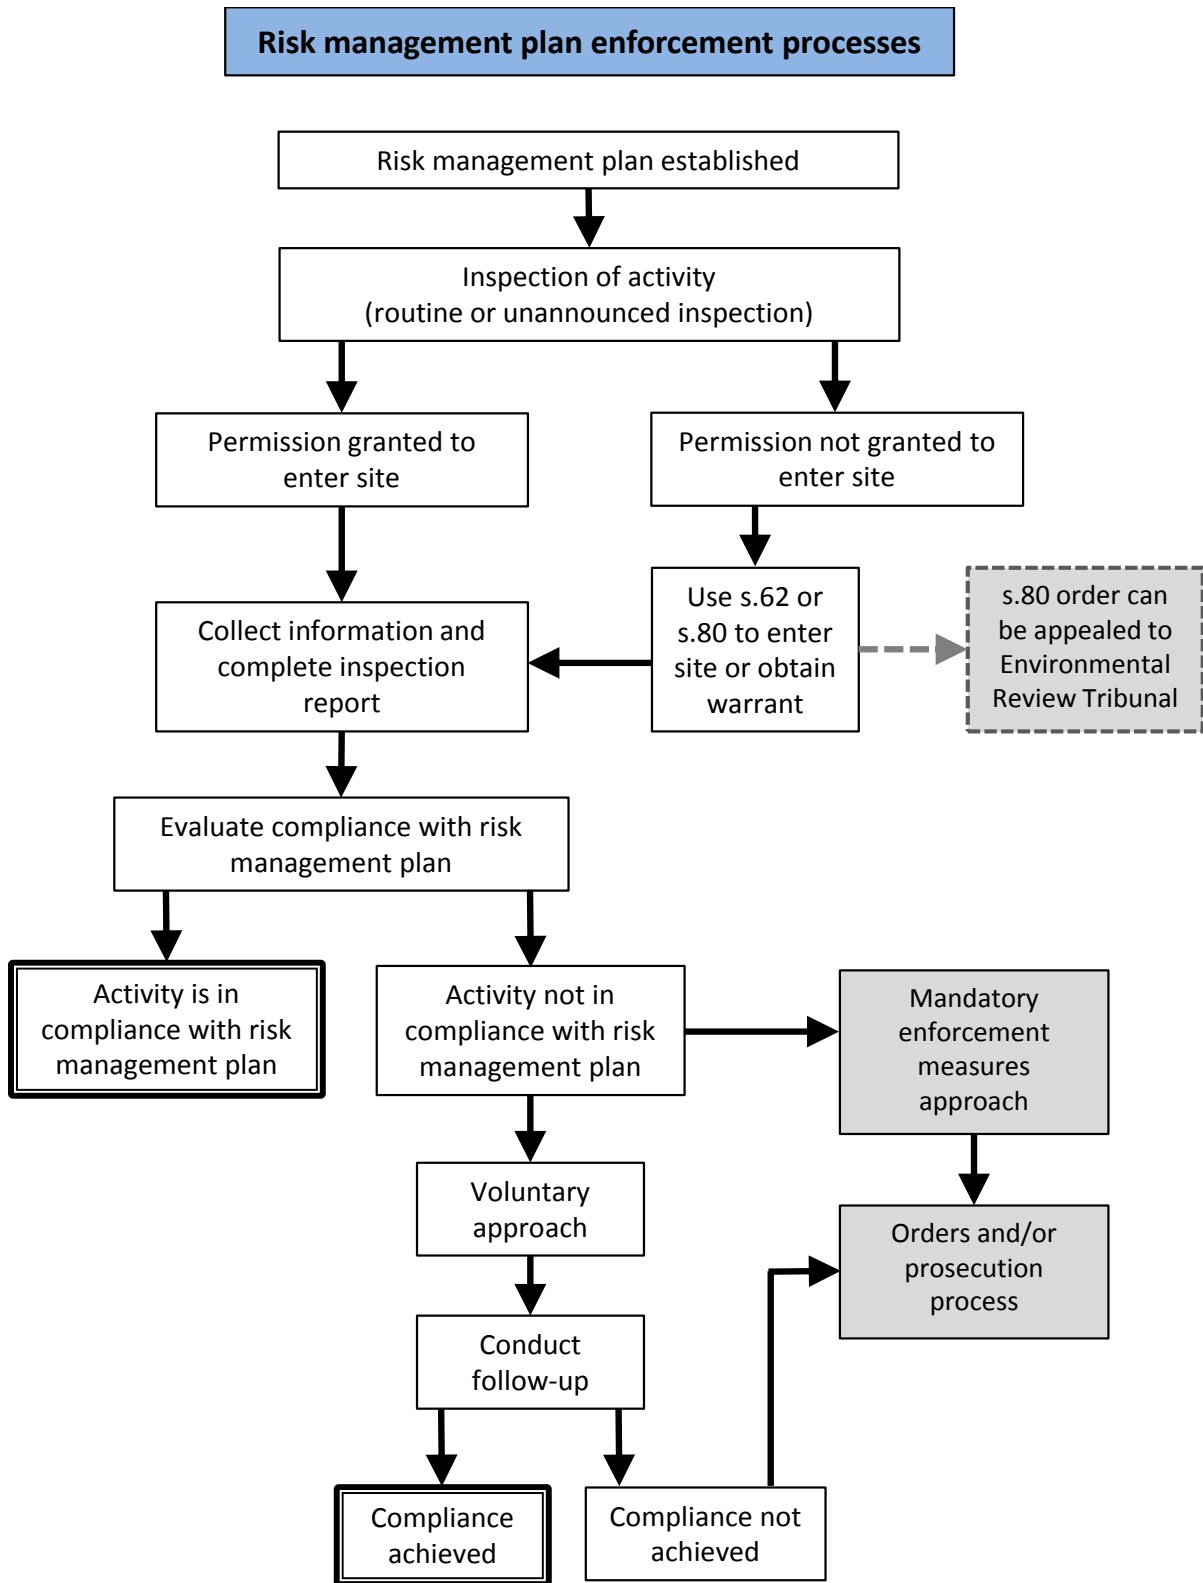 Risk management plan enforcement processes
Risk management plan established
Inspection of activity
(routine or unannounced inspection)
Permission granted to
enter site
Permission not granted to
enter site
Collect information and
complete inspection
report
Use s.62 or
s.80 to enter
site or obtain
warrant
s.80 order can
be appealed to
Environmental
Review Tribunal
Evaluate compliance with risk
management plan
Activity is in
compliance with risk
management plan
Activity not in
compliance with risk
management plan
Mandatory
enforcement
measures
approach
Voluntary
approach
Orders and/or
prosecution
process
Conduct
follow-up
Compliance
achieved
Compliance not
achieved